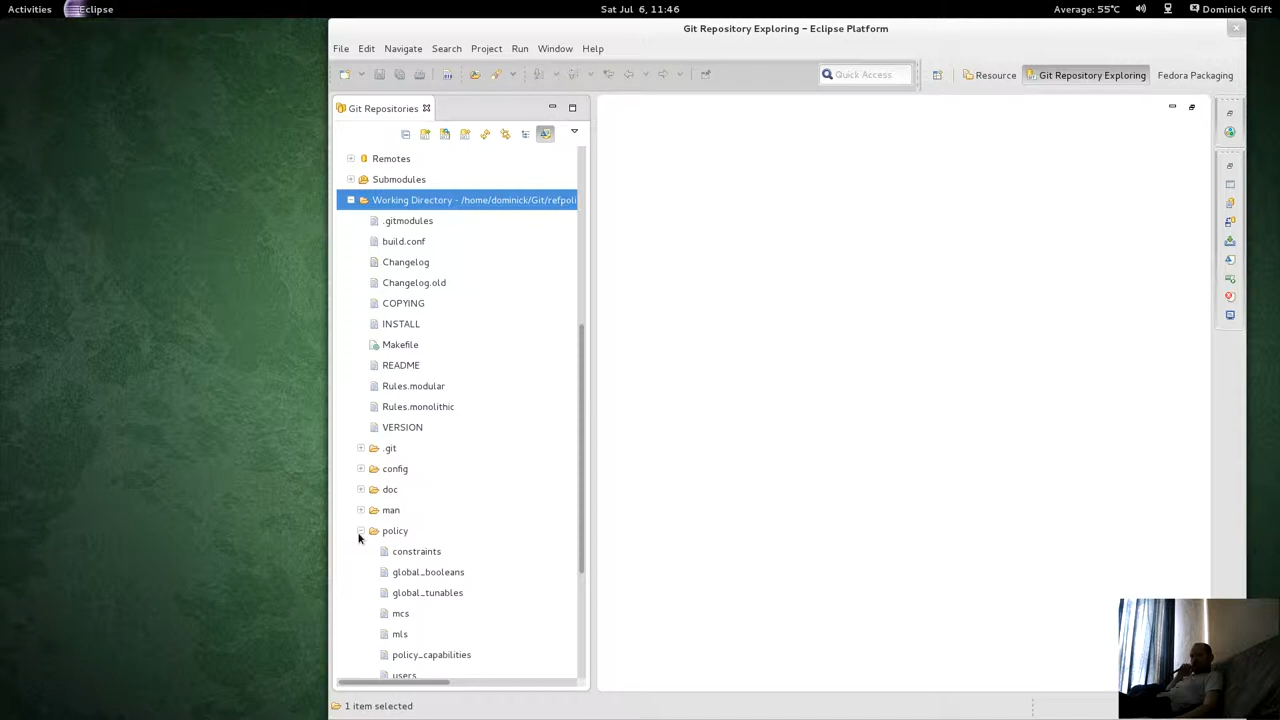 Activities Eclipse Sat Jul 6, 11:46 Average: 55°C Dominick Grift
Git Repository Exploring – Eclipse Platform
File Edit Navigate Search Project Run Window Help
Quick Access Resource Git Repository Exploring Fedora Packaging
Git Repositories
Remotes
Submodules
Working Directory - /home/dominick/Git/refpoli
.gitmodules
build.conf
Changelog
Changelog.old
COPYING
INSTALL
Makefile
README
Rules.modular
Rules.monolithic
VERSION
.git
config
doc
man
policy
constraints
global_booleans
global_tunables
mcs
mls
policy_capabilities
users
1 item selected